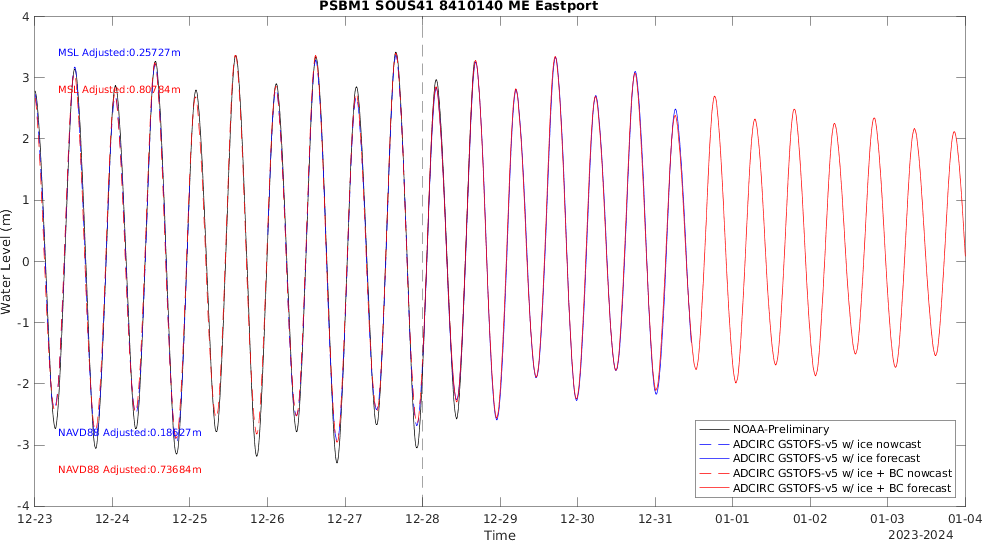 PSBM1 SOUS41 8410140 ME Eastport
4
3
2
1
0
-1
-2
-3
-4
Water Level (m)
MSL Adjusted:0.25727m
MSL Adjusted:0.80784m
NAVD88 Adjusted:0.18627m
NAVD88 Adjusted:0.73684m
NOAA-Preliminary
ADCIRC GSTOFS-v5 w/ ice nowcast
ADCIRC GSTOFS-v5 w/ ice forecast
ADCIRC GSTOFS-v5 w/ ice + BC nowcast
ADCIRC GSTOFS-v5 w/ ice + BC forecast
12-23 12-24 12-25 12-26 12-27 12-28 12-29 12-30 12-31 01-01 01-02 01-03 01-04
Time
2023-2024